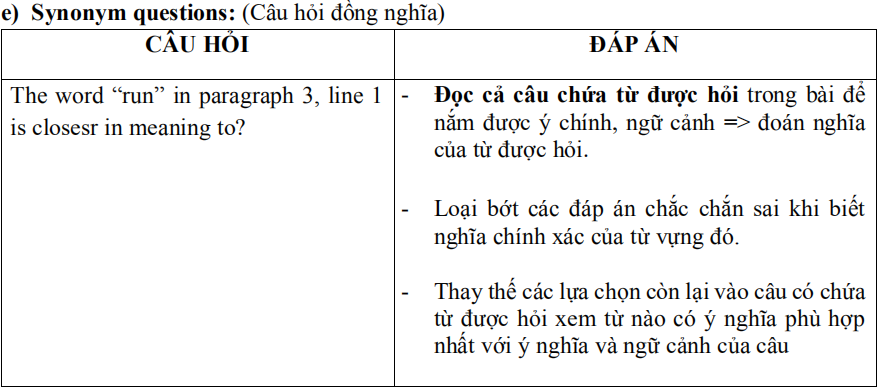 e) Synonym questions: (Câu hỏi đồng nghĩa)
CÂU HỎI
ĐÁP ÁN
The word “run” in paragraph 3, line 1
is closesr in meaning to?
- Đọc cả câu chứa từ được hỏi trong bài để
nắm được ý chính, ngữ cảnh => đoán nghĩa
của từ được hỏi.
- Loại bớt các đáp án chắc chắn sai khi biết
nghĩa chính xác của từ vựng đó.
- Thay thế các lựa chọn còn lại vào câu có chứa
từ được hỏi xem từ nào có ý nghĩa phù hợp
nhất với ý nghĩa và ngữ cảnh của câu